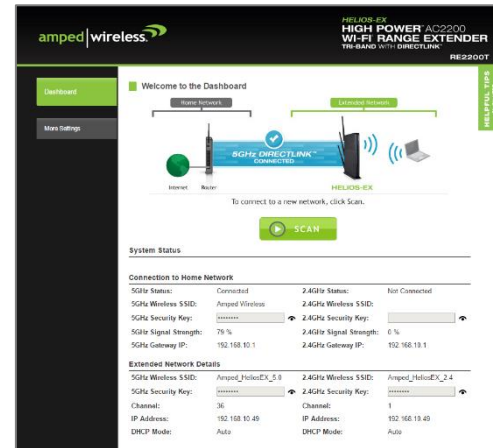 amped wireless
HELIOS-EX
HIGH POWER AC2200
WI-FI RANGE EXTENDER
TRI-BAND WITH DIRECTLINK™
RE2200T
HELPFUL TIPS
Dashboard
More Settings
Welcome to the Dashboard
Home Network Extended Network
5GHz DIRECTLINK™
CONNECTED
Internet Router HELIOS-EX
To connect to a new network, click Scan.
SCAN
System Status
Connection to Home Network
5GHz Status: Connected 2.4GHz Status: Not Connected
5GHz Wireless SSID: Amped Wireless 2.4GHz Wireless SSID:
5GHz Security Key: ........ 2.4GHz Security Key:
5GHz Signal Strength: 79 % 2.4GHz Signal Strength: 0 %
5GHz Gateway IP: 192.168.10.1 2.4GHz Gateway IP: 192.168.10.1
Extended Network Details
5GHz Wireless SSID: Amped_HeliosEX_5.0 2.4GHz Wireless SSID: Amped_HeliosEX_2.4
5GHz Security Key: ........ 2.4GHz Security Key: ........
Channel: 36 Channel: 1
IP Address: 192.168.10.49 IP Address: 192.168.10.49
DHCP Mode: Auto DHCP Mode: Auto